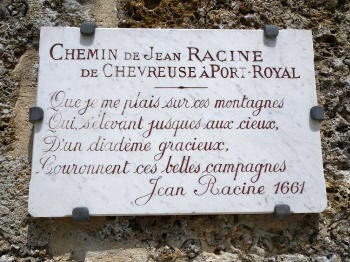 Chemin de Jean Racine
de Chevreuse à Port-Royal
Que je me plais sur ces montagnes
Qui, s'élevant jusques aux cieux,
D'un diadème gracieux,
Couronnent ces belles campagnes
Jean Racine 1661